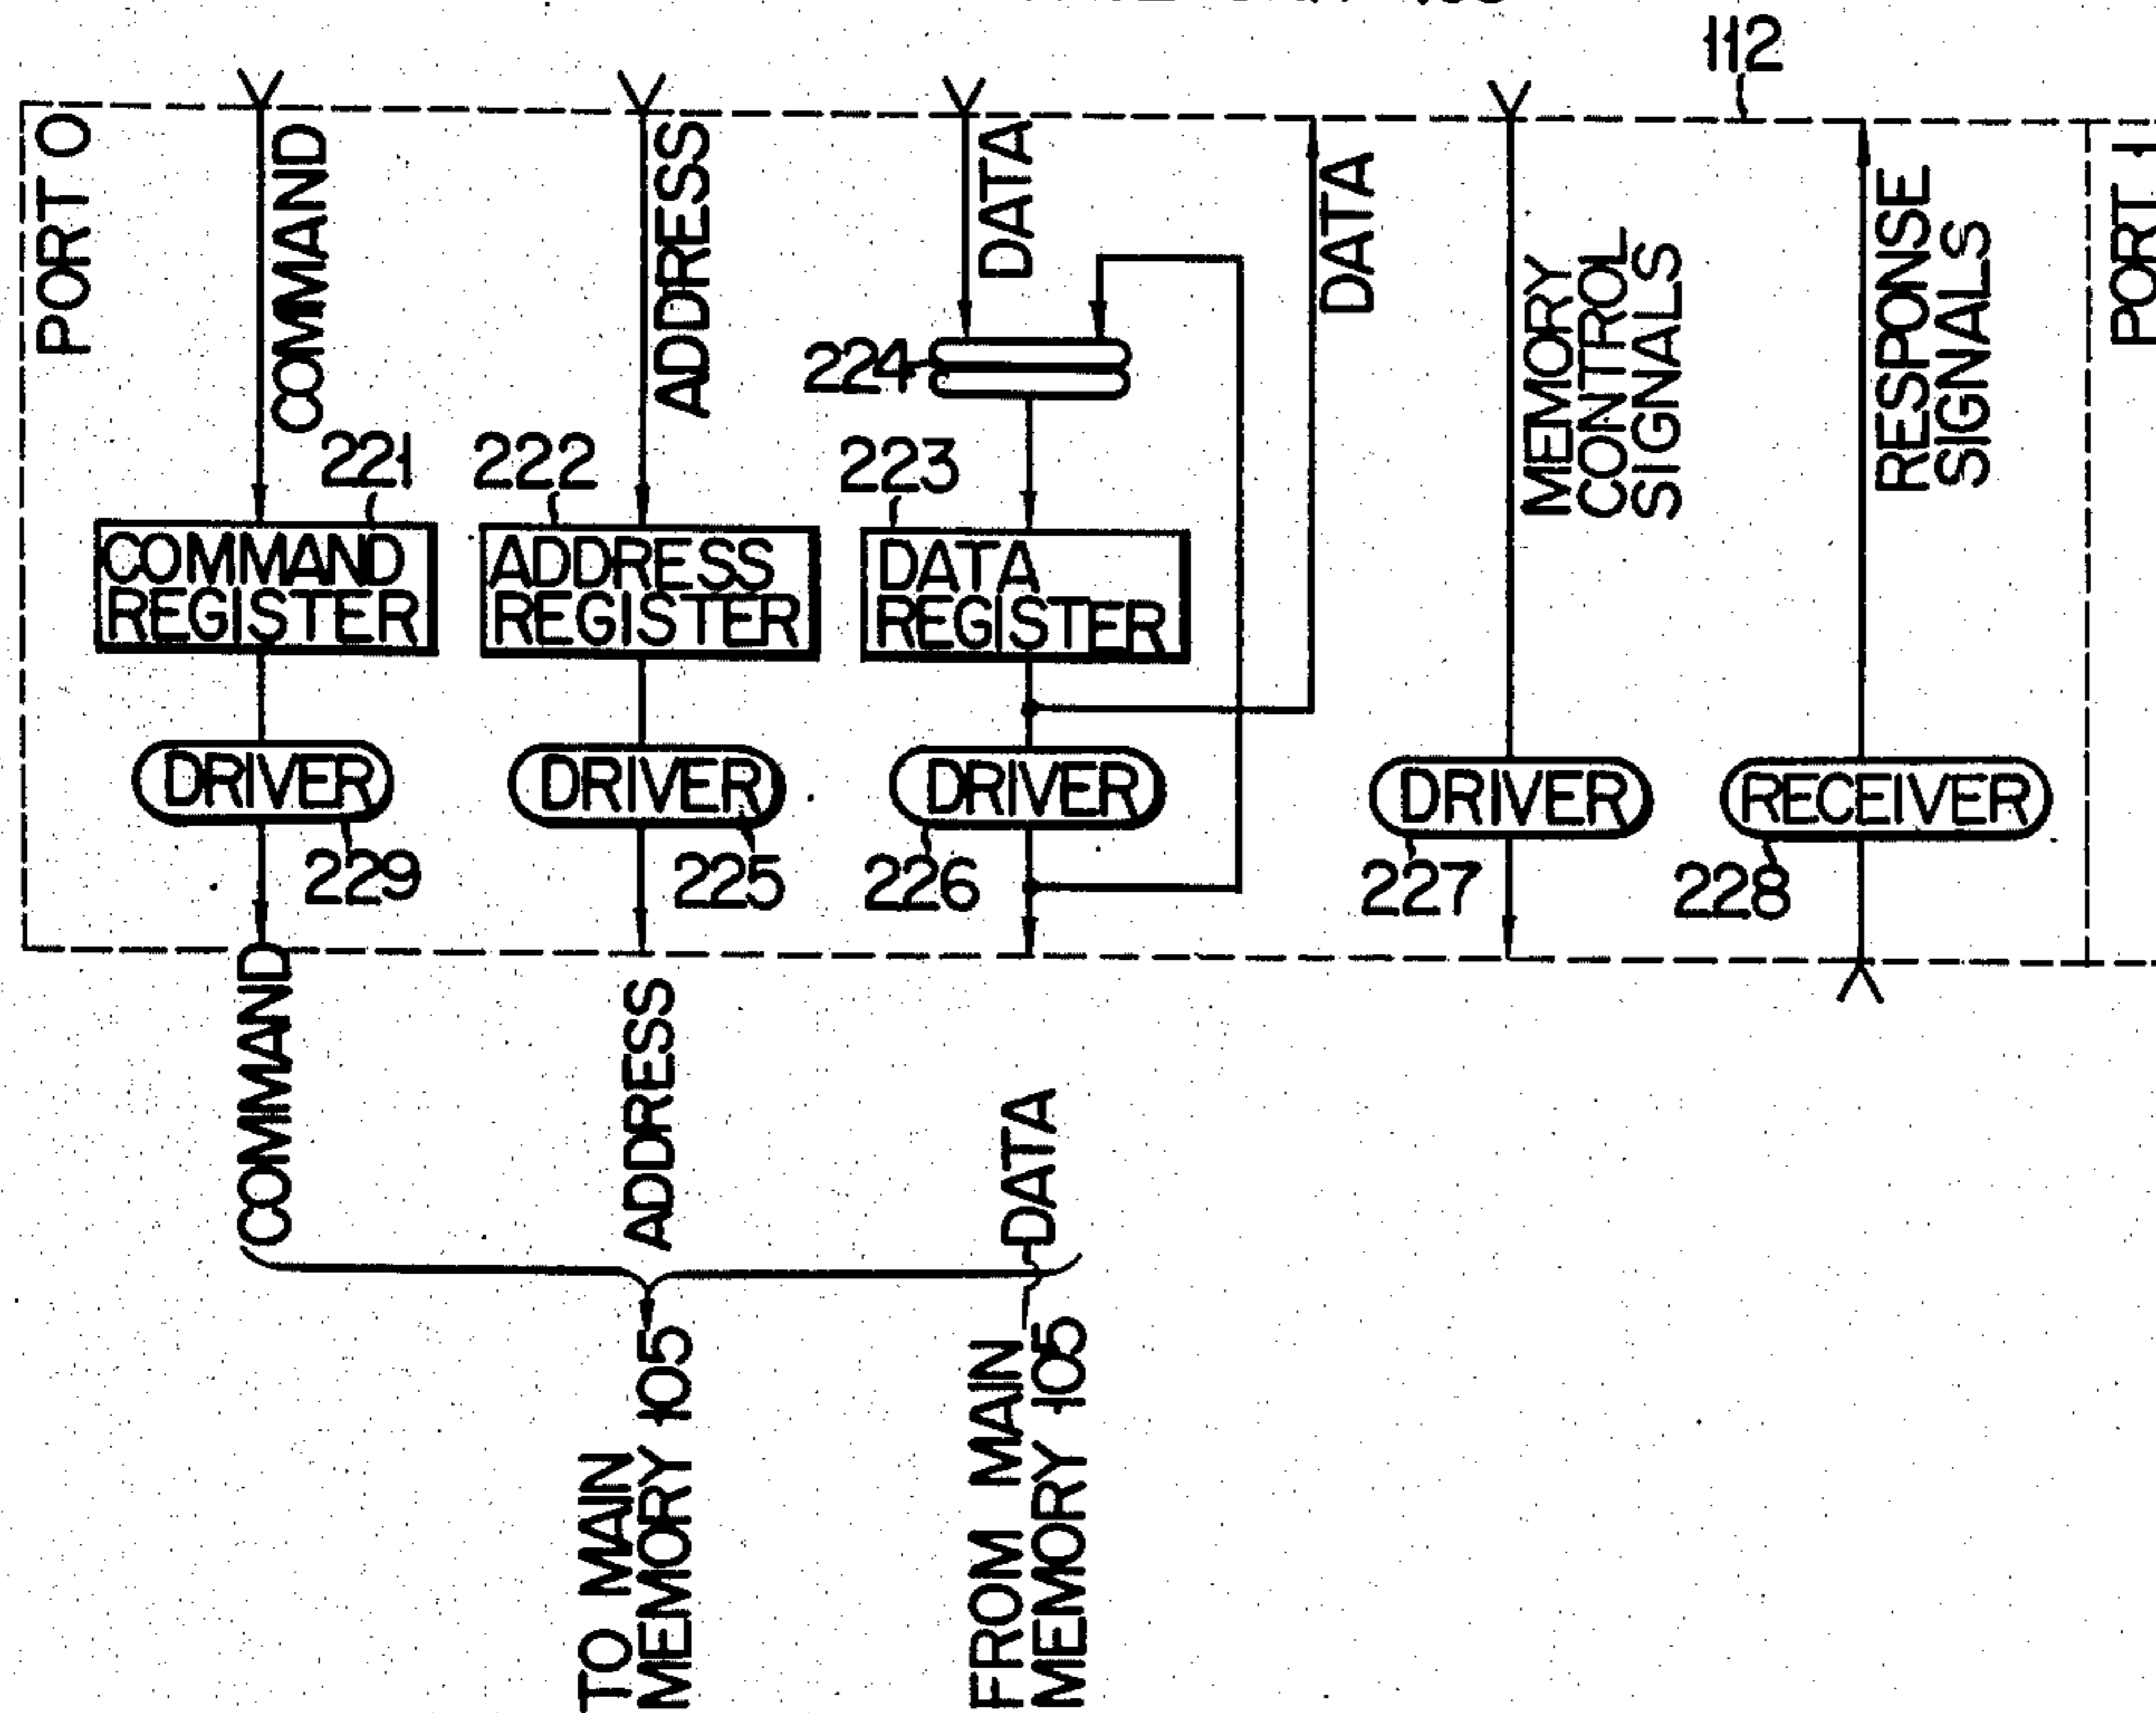 112
PORT 0
COMMAND
ADDRESS
DATA
DATA
MEMORY
CONTROL
SIGNALS
RESPONSE
SIGNALS
PORT 1
224
221
222
223
COMMAND
REGISTER
ADDRESS
REGISTER
DATA
REGISTER
DRIVER
DRIVER
DRIVER
DRIVER
RECEIVER
229
225
226
227
228
COMMAND
ADDRESS
DATA
TO MAIN
MEMORY 105
FROM MAIN
MEMORY 105